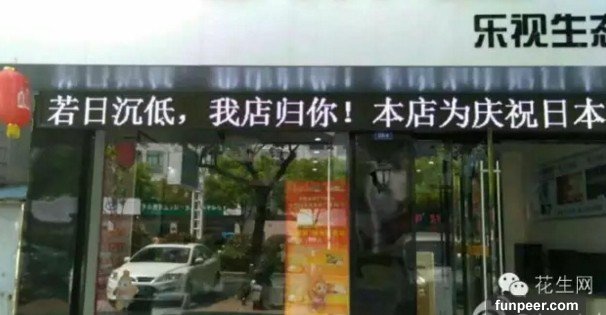 乐视生态
若日沉低，我店归你！本店为庆祝日本
花生网
funpeer.com